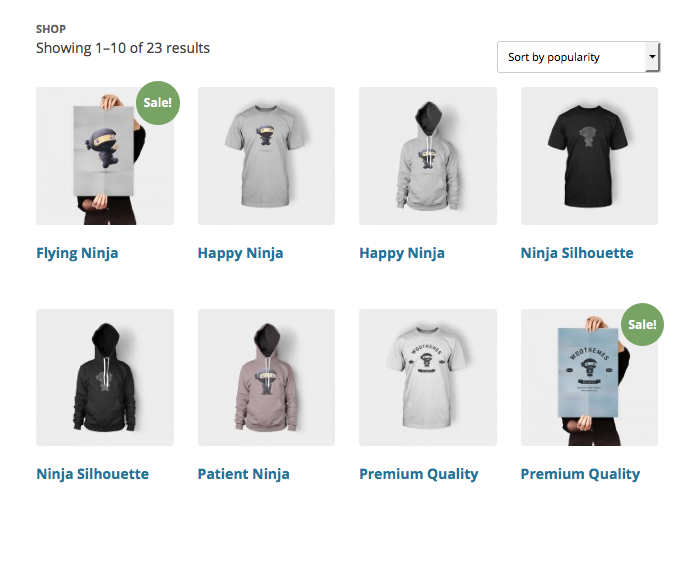 SHOP
Showing 1–10 of 23 results
Sort by popularity
Sale!
Flying Ninja
Happy Ninja
Happy Ninja
Ninja Silhouette
Sale!
WOOTHEMES
Ninja Silhouette
Patient Ninja
Premium Quality
Premium Quality